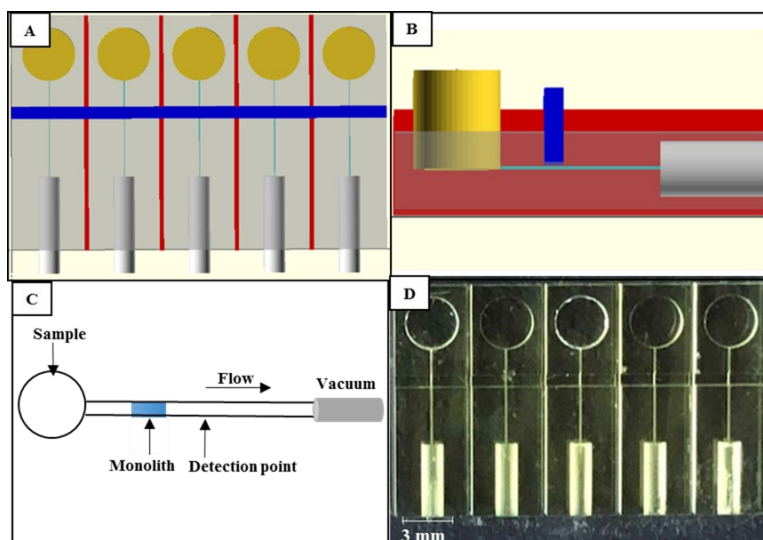 A
B
C
Sample
Flow
Vacuum
Monolith
Detection point
D
3 mm